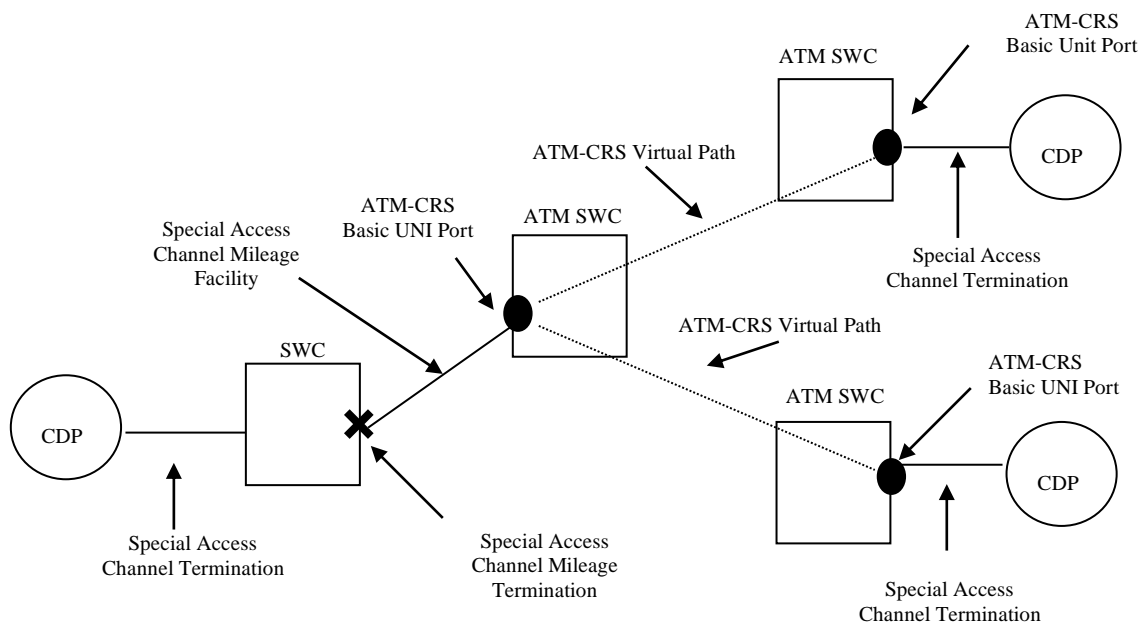 ATM-CRS
Basic Unit Port
ATM SWC
CDP
ATM-CRS Virtual Path
ATM-CRS
Basic UNI Port
ATM SWC
Special Access
Channel Mileage
Facility
Special Access
Channel Termination
ATM-CRS Virtual Path
SWC
ATM-CRS
Basic UNI Port
ATM SWC
CDP
CDP
Special Access
Channel Termination
Special Access
Channel Mileage
Termination
Special Access
Channel Termination